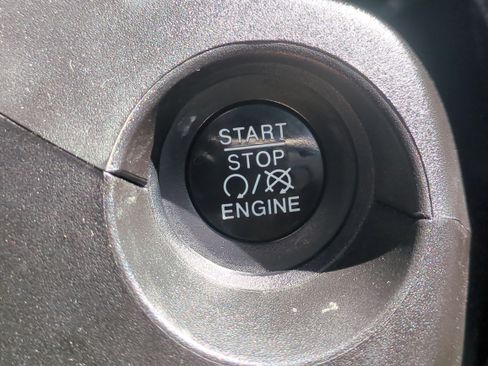 START
STOP
/
ENGINE